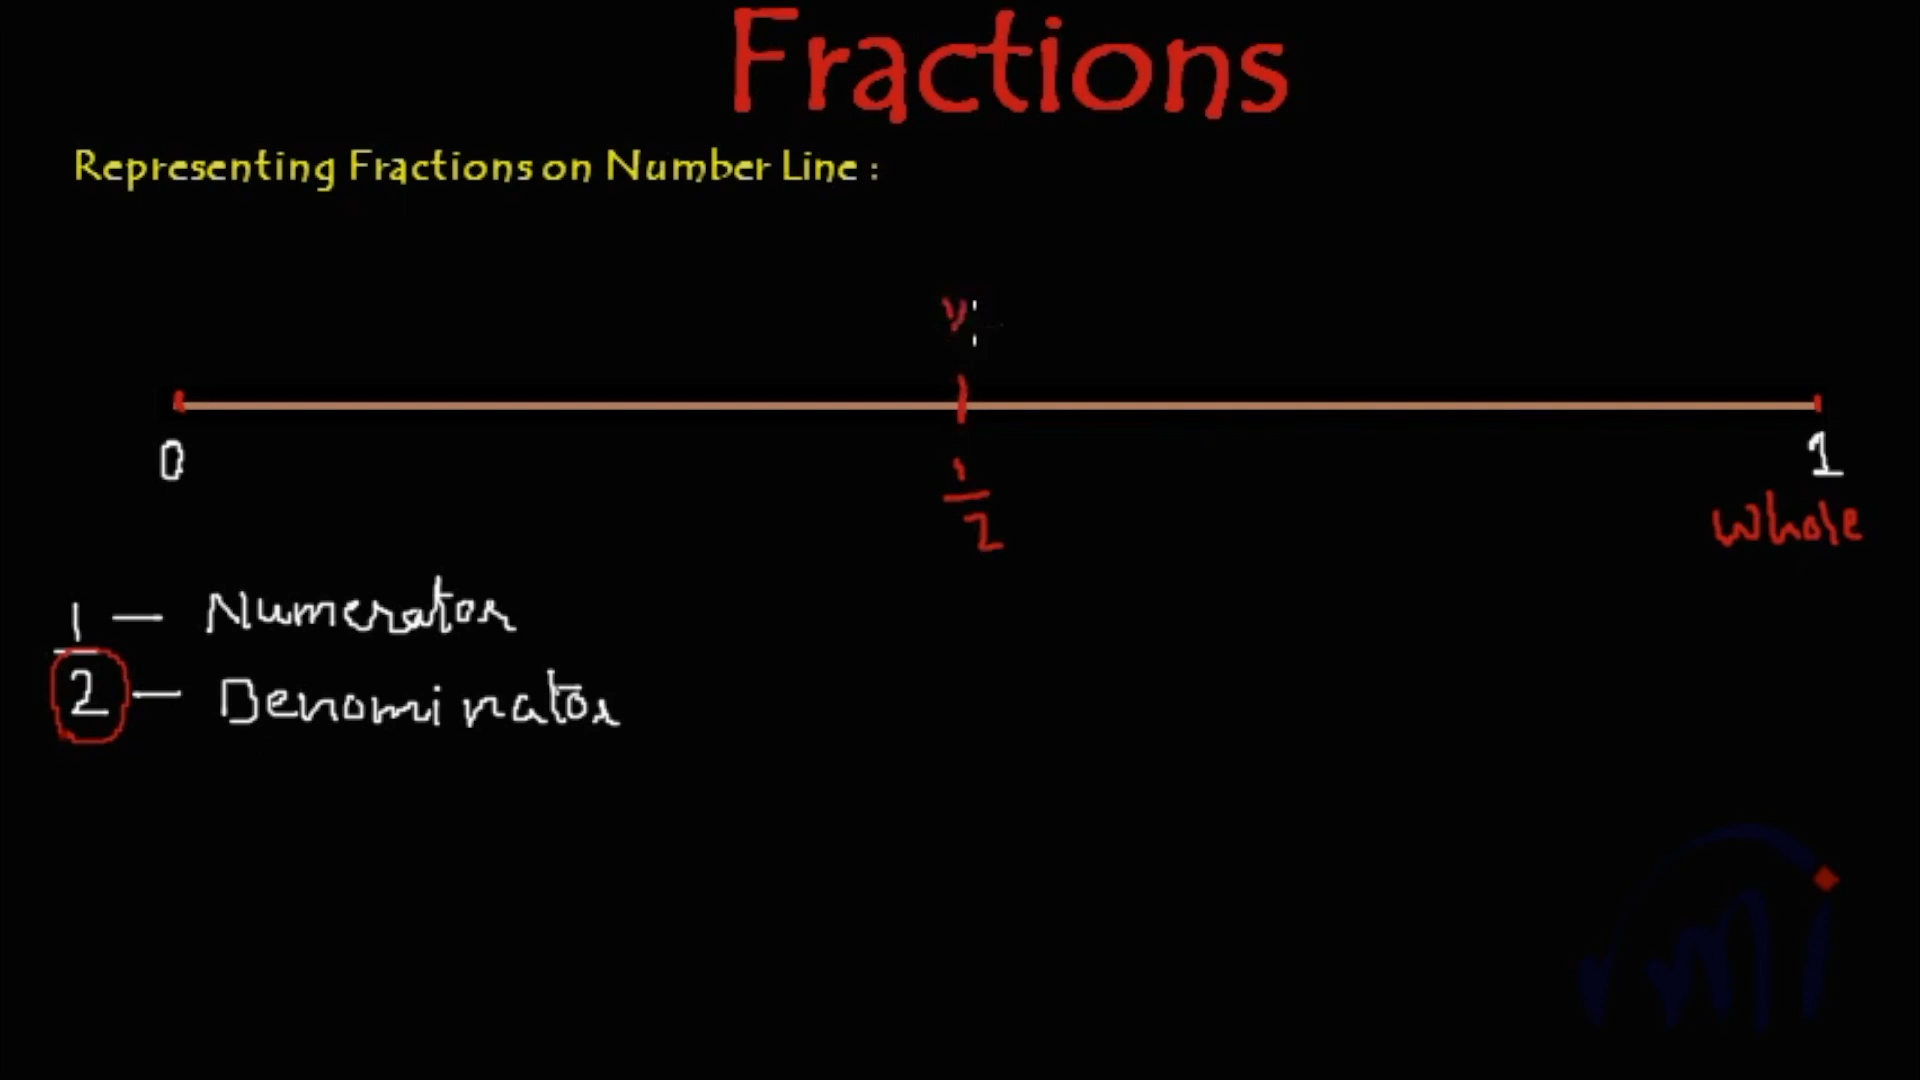 Fractions
Representing Fractions on Number Line :
0
1
1/2
Whole
1 — Numerator
2 — Denominator